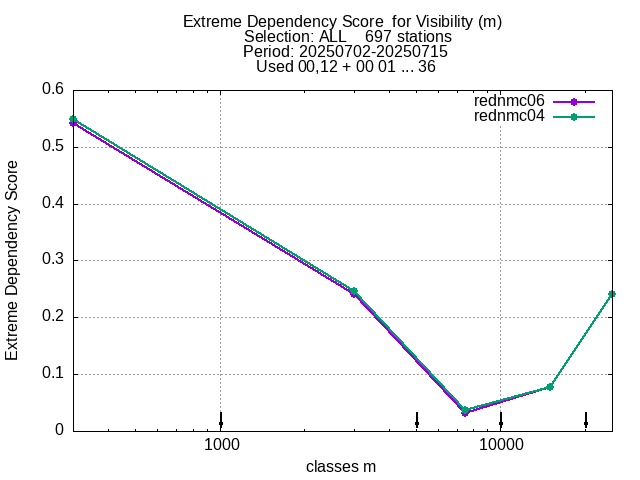 Extreme Dependency Score  for Visibility (m)
Selection: ALL    697 stations
Period: 20250702-20250715
Used 00,12 + 00 01 ... 36
rednmc06
rednmc04
Extreme Dependency Score
0.6
0.5
0.4
0.3
0.2
0.1
0
1000
10000
classes m